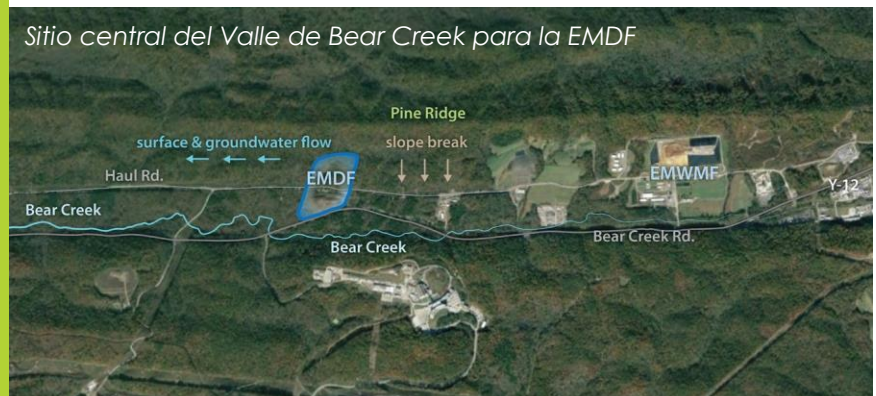 Sitio central del Valle de Bear Creek para la EMDF
Pine Ridge
surface & groundwater flow
slope break
Haul Rd.
EMDF
EMWMF
Y-12
Bear Creek
Bear Creek
Bear Creek Rd.